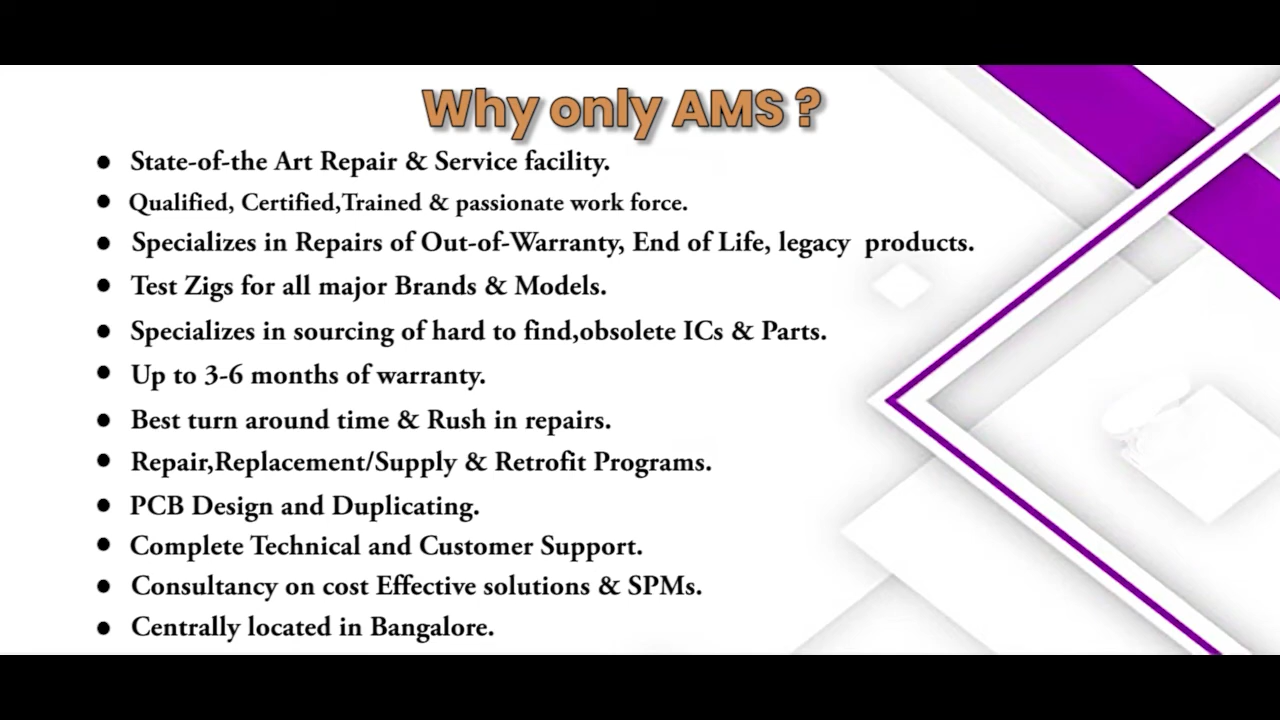 Why only AMS ?
● State-of-the Art Repair & Service facility.
● Qualified, Certified,Trained & passionate work force.
● Specializes in Repairs of Out-of-Warranty, End of Life, legacy  products.
● Test Zigs for all major Brands & Models.
● Specializes in sourcing of hard to find,obsolete ICs & Parts.
● Up to 3-6 months of warranty.
● Best turn around time & Rush in repairs.
● Repair,Replacement/Supply & Retrofit Programs.
● PCB Design and Duplicating.
● Complete Technical and Customer Support.
● Consultancy on cost Effective solutions & SPMs.
● Centrally located in Bangalore.